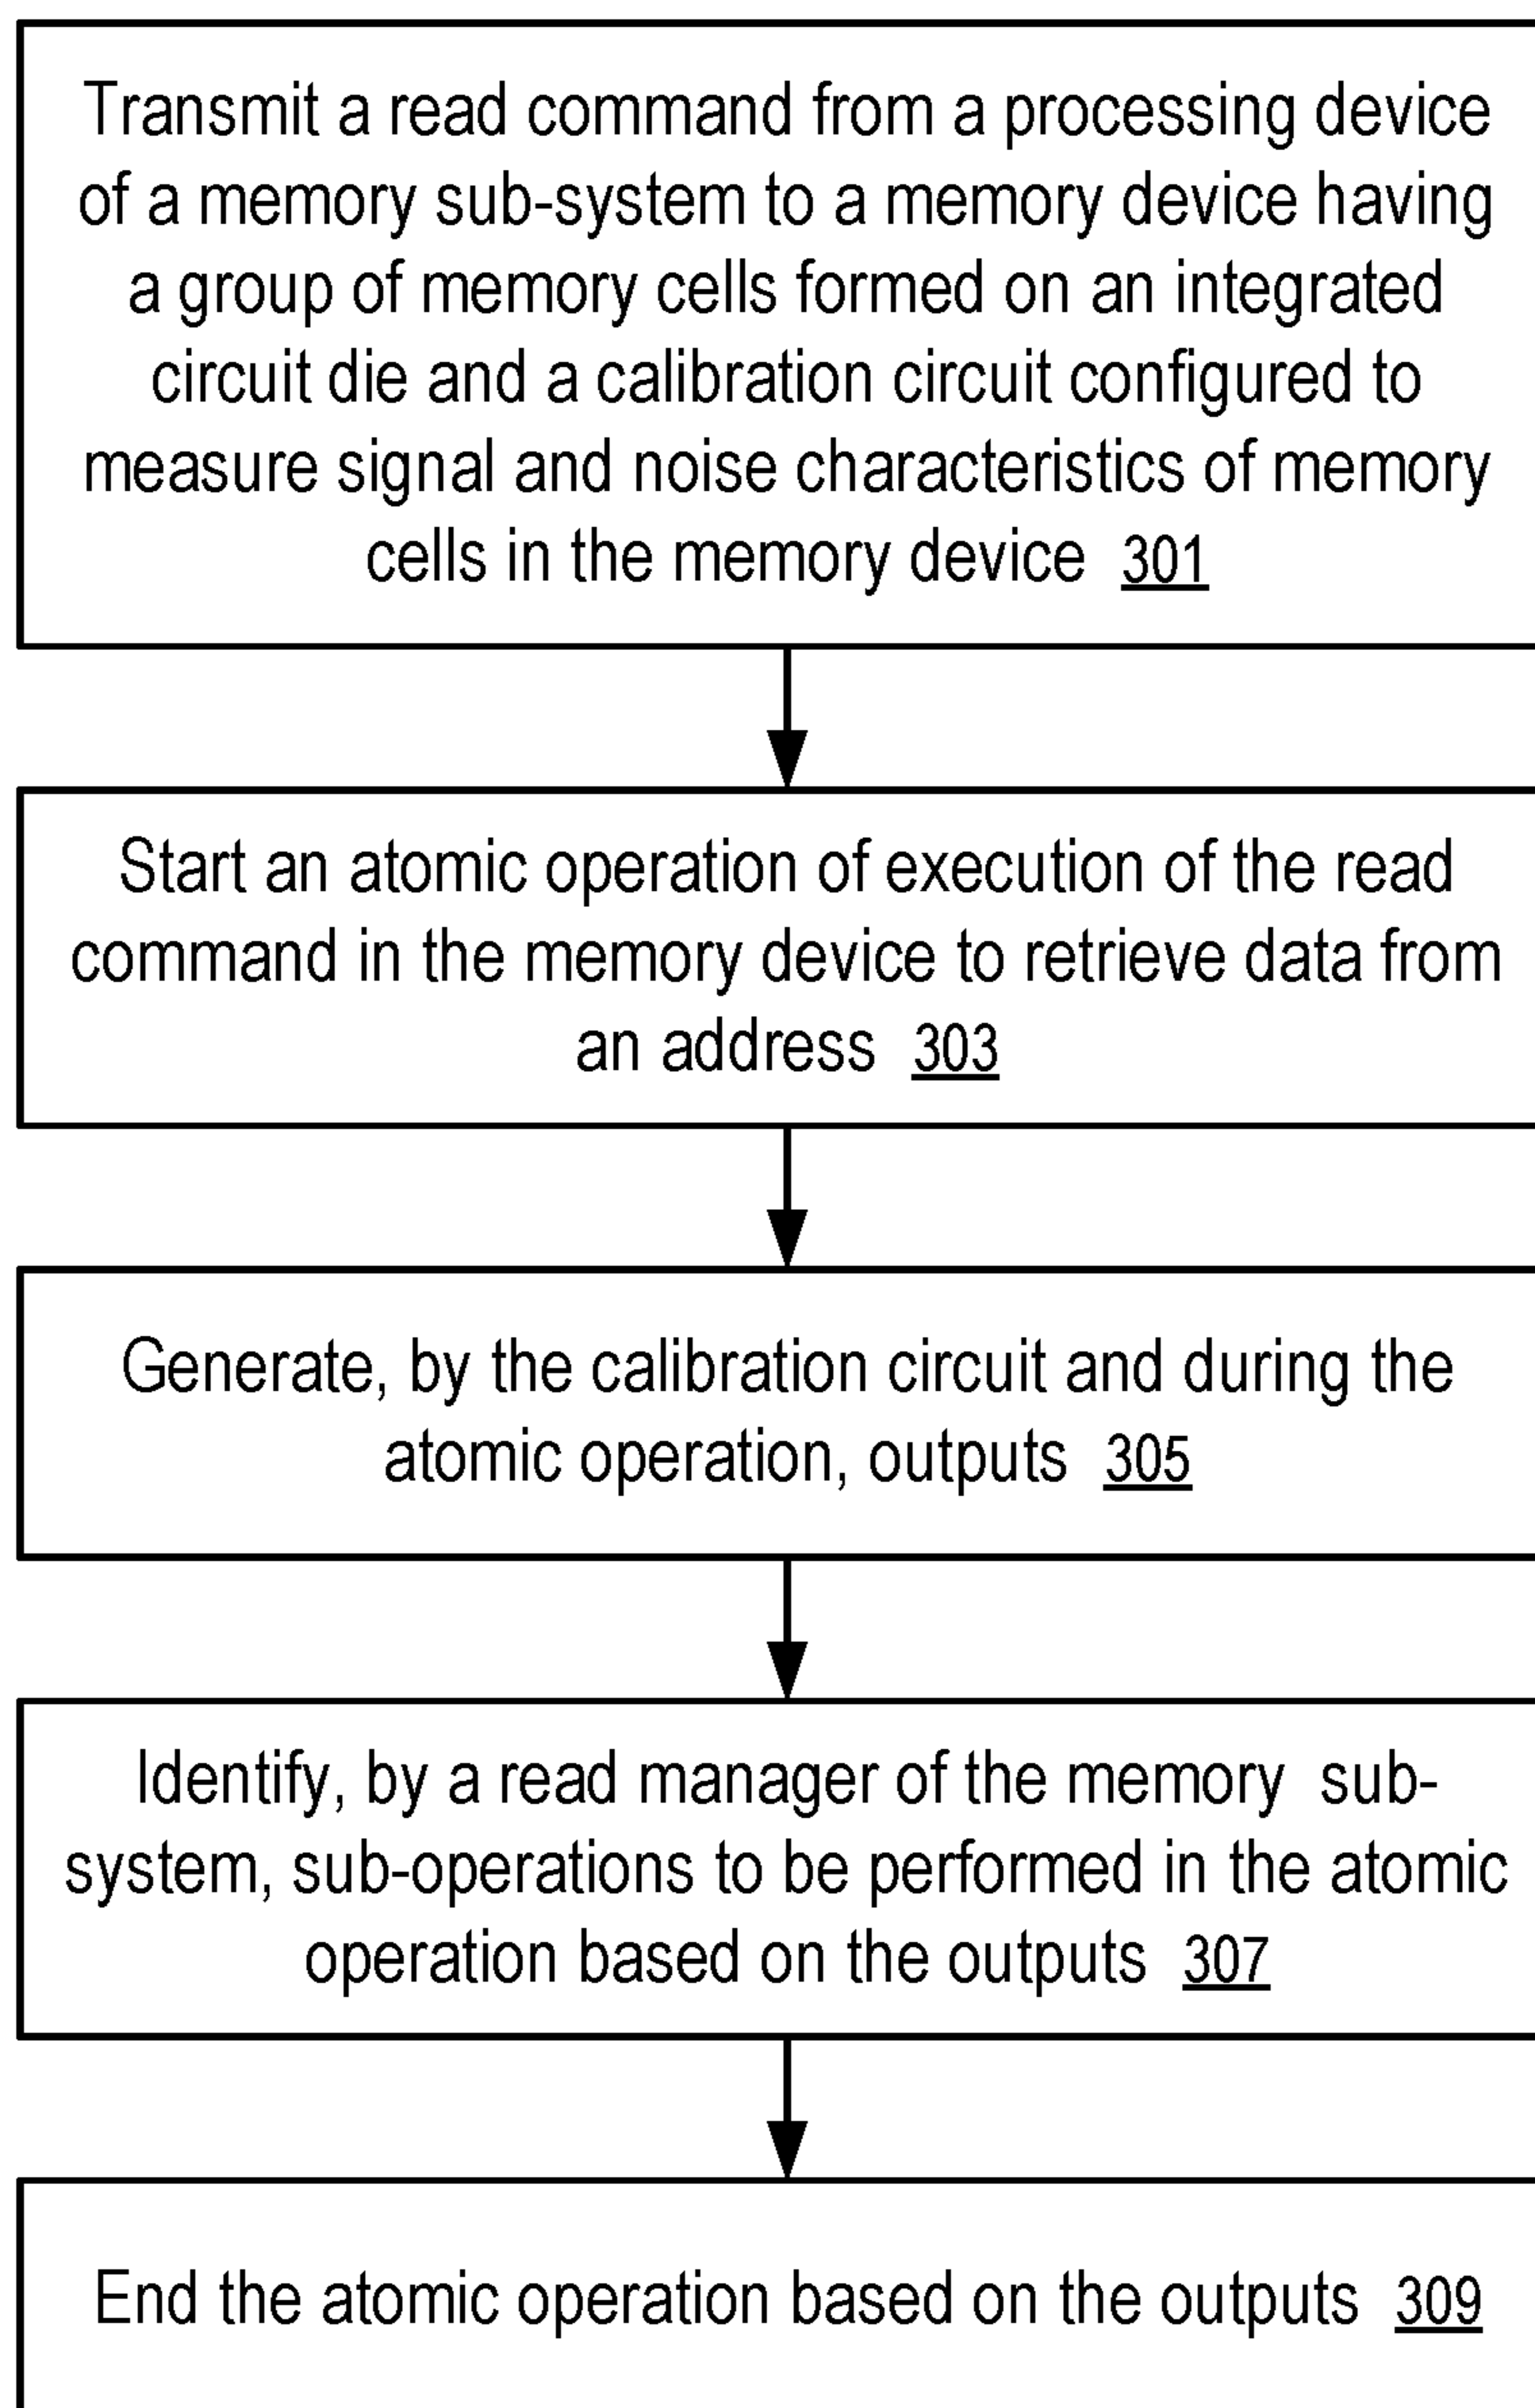 Transmit a read command from a processing device
of a memory sub-system to a memory device having
a group of memory cells formed on an integrated
circuit die and a calibration circuit configured to
measure signal and noise characteristics of memory
cells in the memory device 301
Start an atomic operation of execution of the read
command in the memory device to retrieve data from
an address 303
Generate, by the calibration circuit and during the
atomic operation, outputs 305
Identify, by a read manager of the memory sub-
system, sub-operations to be performed in the atomic
operation based on the outputs 307
End the atomic operation based on the outputs 309